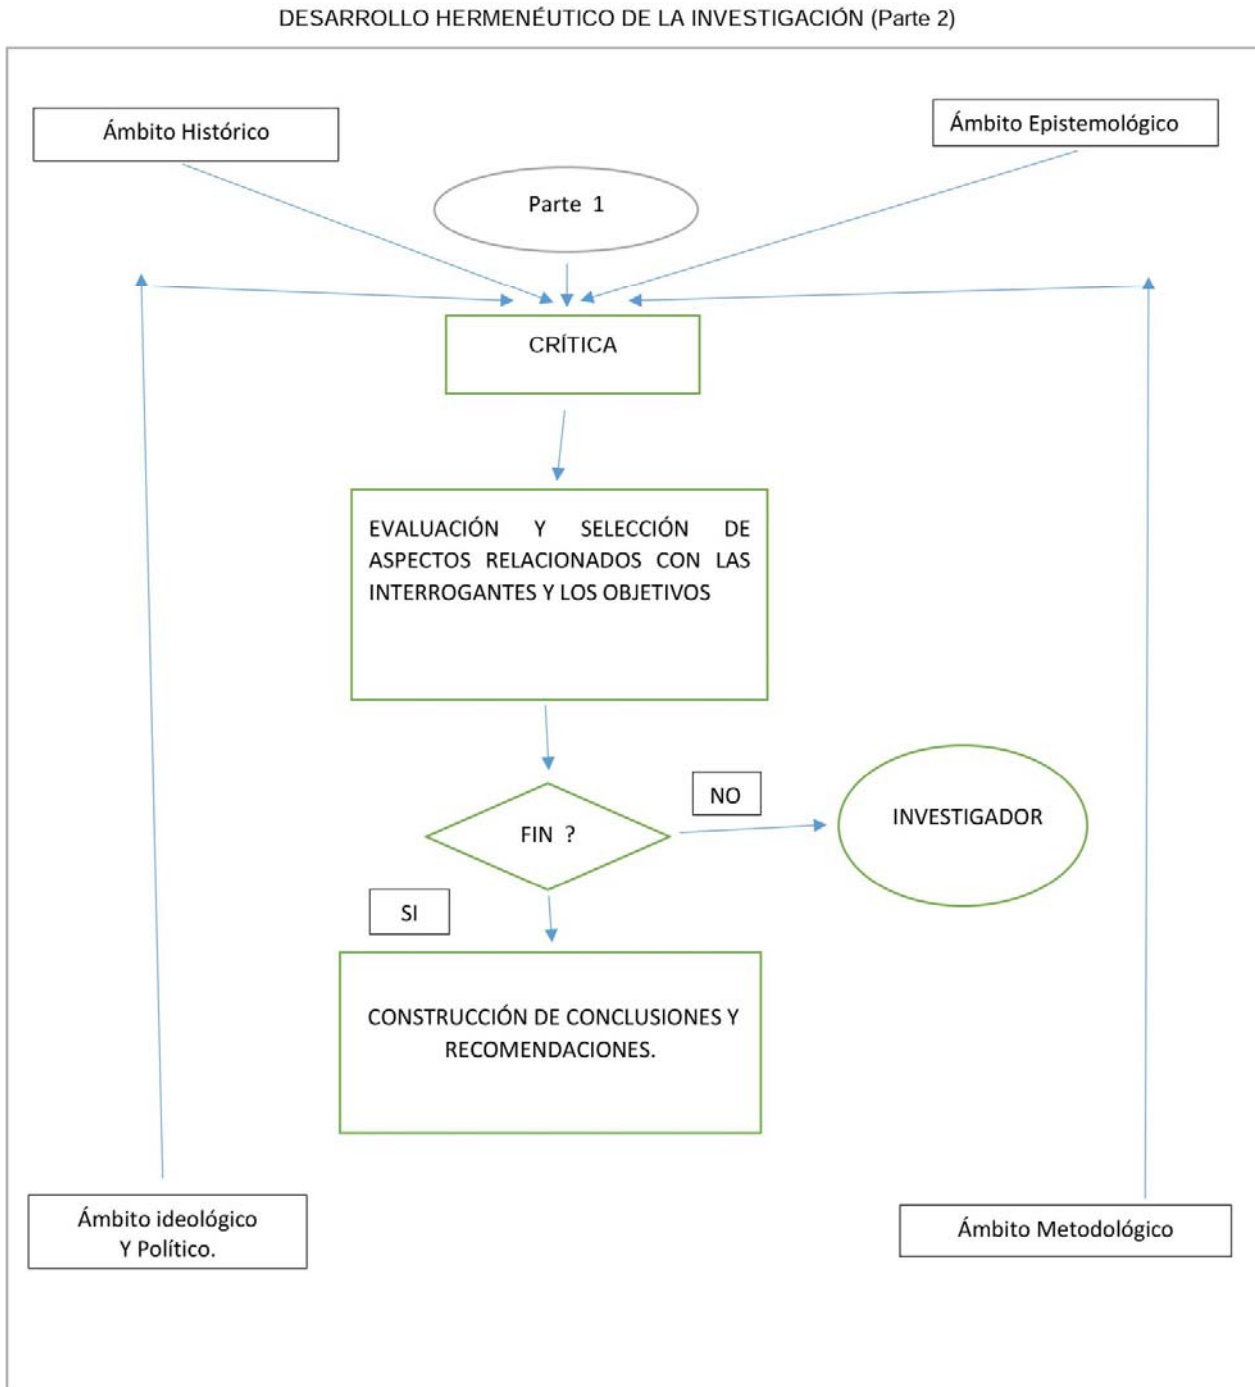 DESARROLLO HERMENÉUTICO DE LA INVESTIGACIÓN (Parte 2)
Ámbito Histórico
Ámbito Epistemológico
Parte 1
CRÍTICA
EVALUACIÓN Y SELECCIÓN DE
ASPECTOS RELACIONADOS CON LAS
INTERROGANTES Y LOS OBJETIVOS
NO
INVESTIGADOR
FIN ?
SI
CONSTRUCCIÓN DE CONCLUSIONES Y
RECOMENDACIONES.
Ámbito ideológico
Y Político.
Ámbito Metodológico